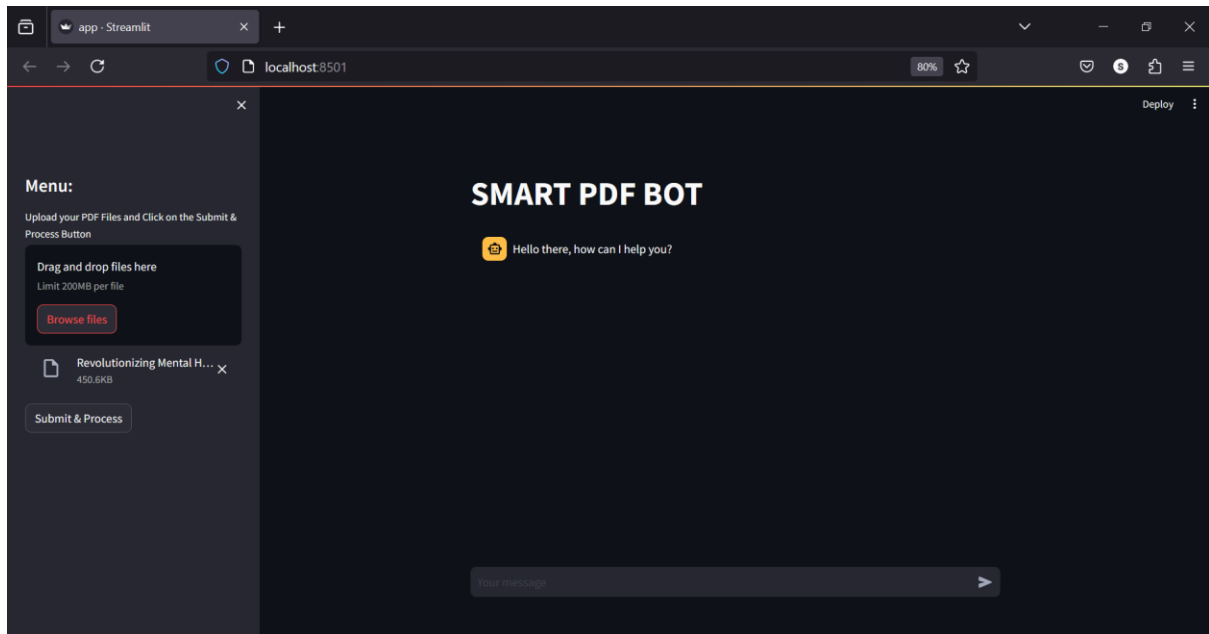 app · Streamlit
localhost:8501
80%
S
Deploy
Menu:
Upload your PDF Files and Click on the Submit &
Process Button
Drag and drop files here
Limit 200MB per file
Browse files
Revolutionizing Mental H...
450.6KB
Submit & Process
SMART PDF BOT
Hello there, how can I help you?
Your message